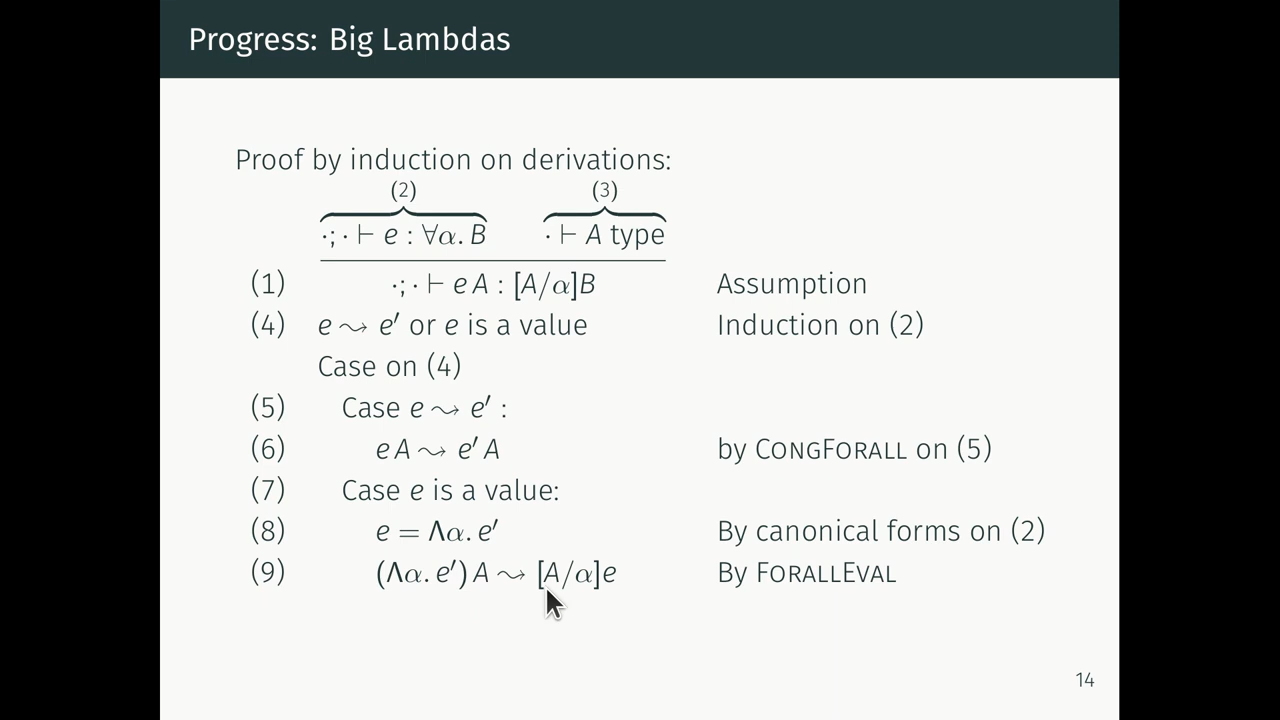 Progress: Big Lambdas
Proof by induction on derivations:
(2) (3)
·; · ⊢ e : ∀α. B · ⊢ A type
(1) ·; · ⊢ e A : [A/α]B Assumption
(4) e ⇝ e′ or e is a value Induction on (2)
Case on (4)
(5) Case e ⇝ e′ :
(6) e A ⇝ e′ A by CONGFORALL on (5)
(7) Case e is a value:
(8) e = Λα. e′ By canonical forms on (2)
(9) (Λα. e′) A ⇝ [A/α]e By FORALLEVAL
14